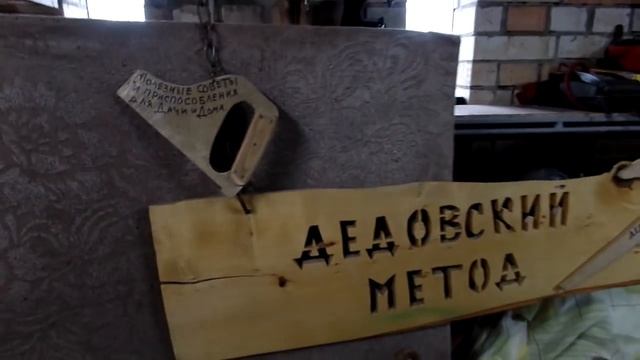 Полезные советы
и приспособления
для дачи и дома
ДЕДОВСКИЙ
МЕТОД